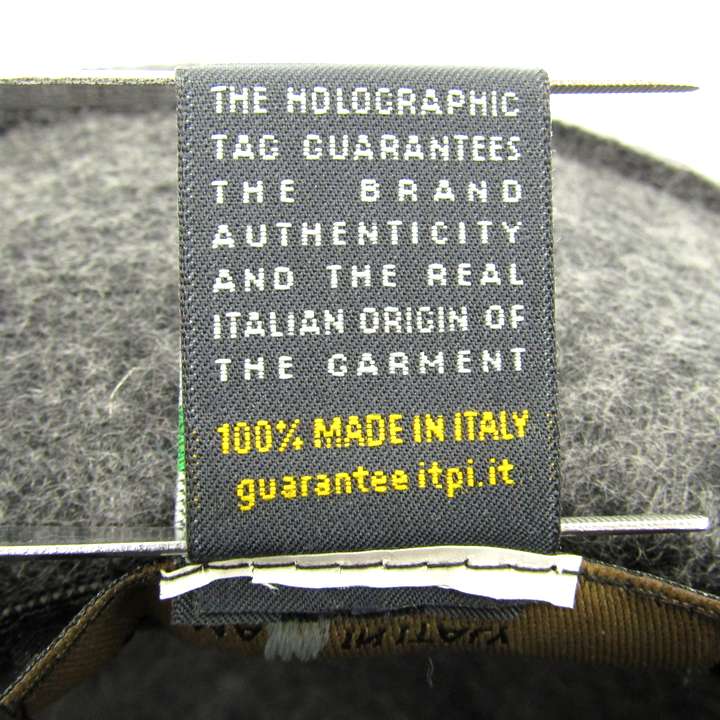 THE HOLOGRAPHIC
TAG GUARANTEES
THE BRAND
AUTHENTICITY
AND THE REAL
ITALIAN ORIGIN OF
THE GARMENT
100% MADE IN ITALY
guarantee itpi.it